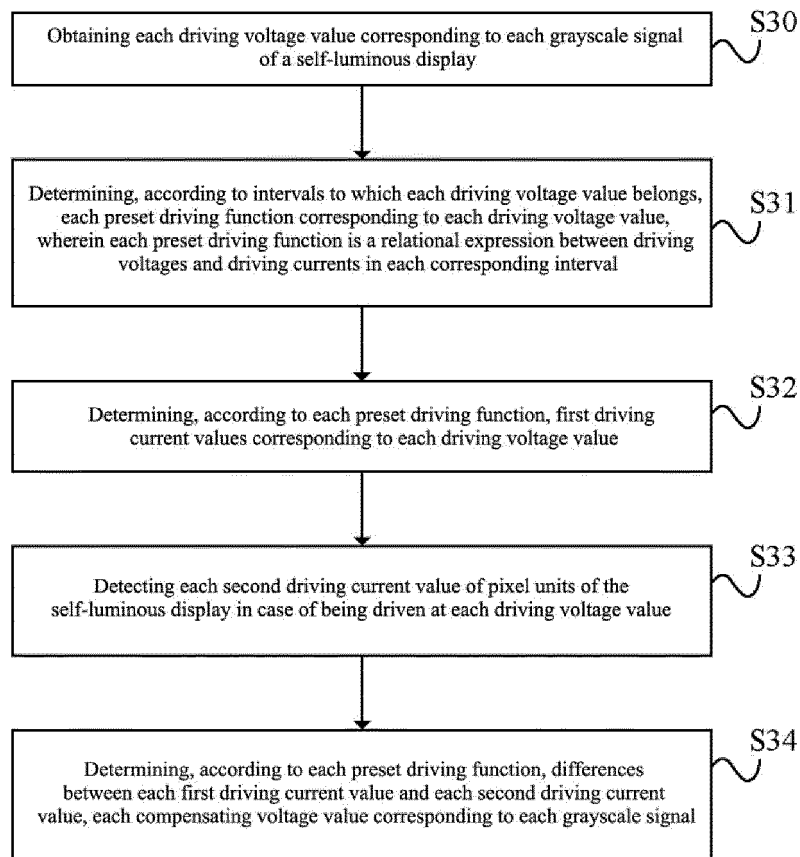 S30
Obtaining each driving voltage value corresponding to each grayscale signal
of a self-luminous display
S31
Determining, according to intervals to which each driving voltage value belongs,
each preset driving function corresponding to each driving voltage value,
wherein each preset driving function is a relational expression between driving
voltages and driving currents in each corresponding interval
S32
Determining, according to each preset driving function, first driving
current values corresponding to each driving voltage value
S33
Detecting each second driving current value of pixel units of the
self-luminous display in case of being driven at each driving voltage value
S34
Determining, according to each preset driving function, differences
between each first driving current value and each second driving current
value, each compensating voltage value corresponding to each grayscale signal